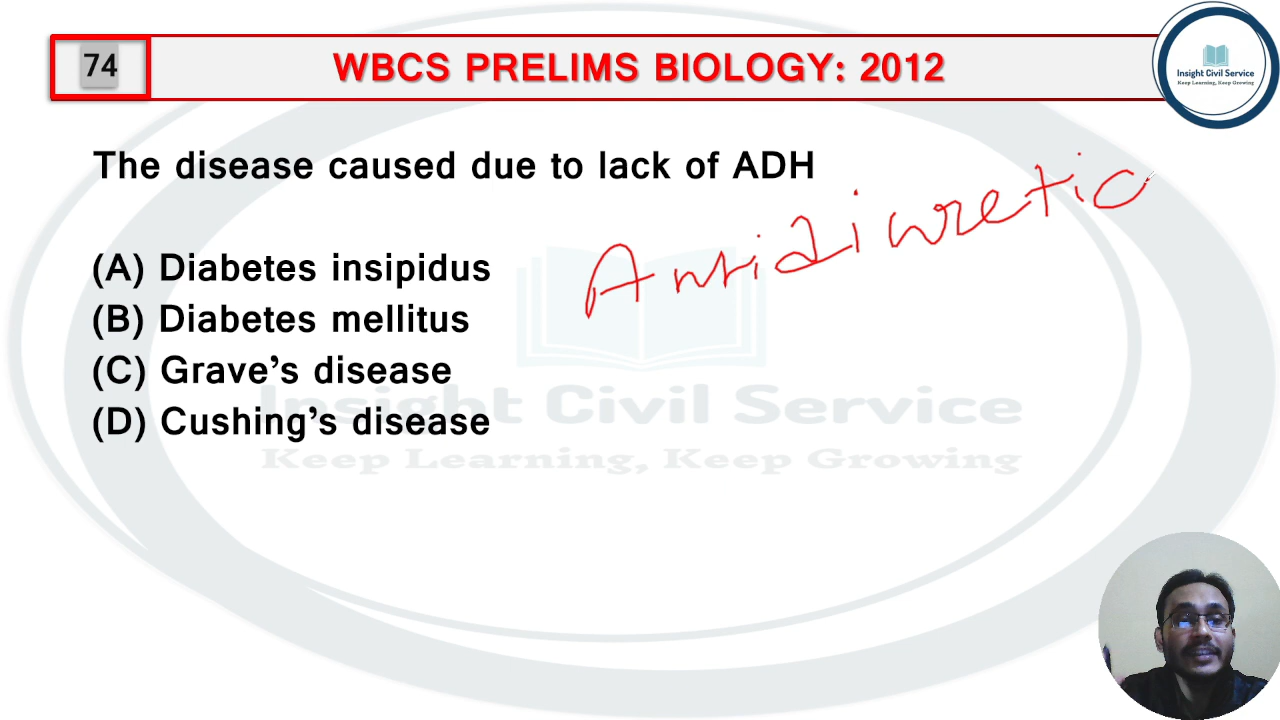 74
WBCS PRELIMS BIOLOGY: 2012
Insight Civil Service
Keep Learning, Keep Growing
The disease caused due to lack of ADH
Antidiuretic
(A) Diabetes insipidus
(B) Diabetes mellitus
(C) Grave’s disease
(D) Cushing’s disease
Insight Civil Service
Keep Learning, Keep Growing